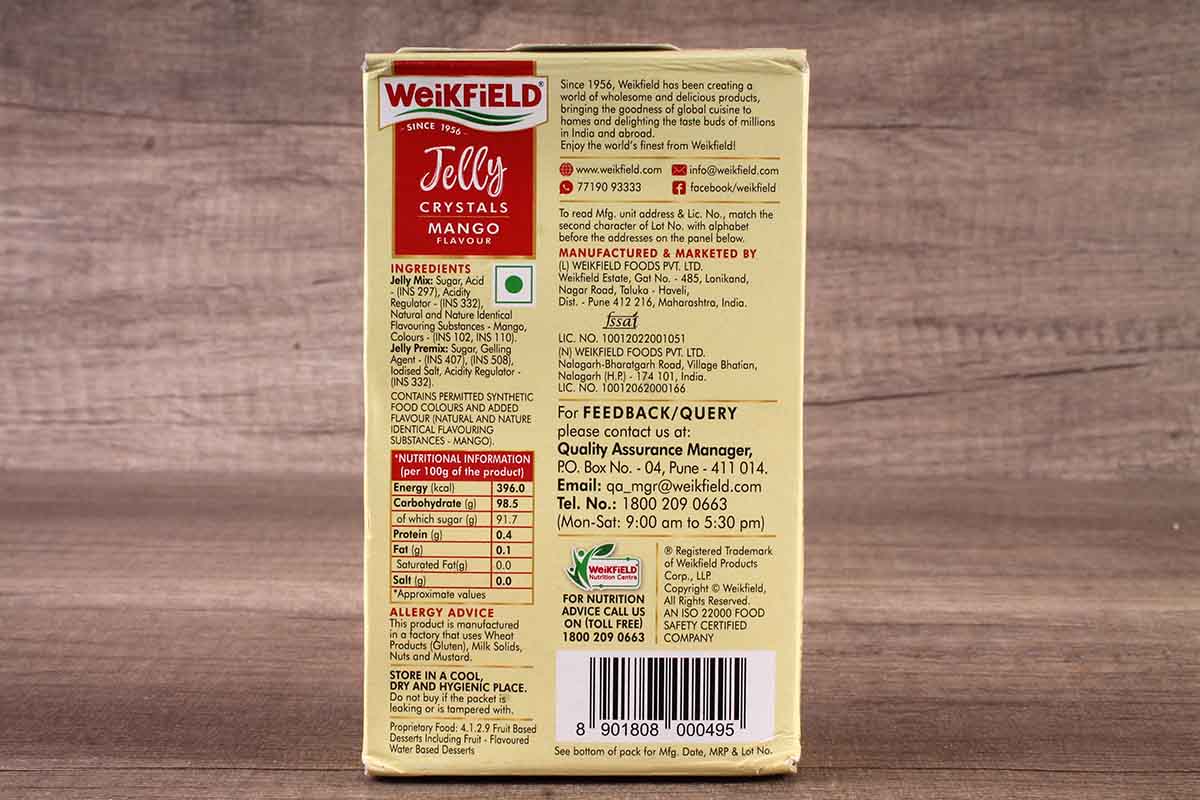 WeiKFiELD®
SINCE 1956
Jelly
CRYSTALS
MANGO
FLAVOUR
INGREDIENTS
Jelly Mix: Sugar, Acid
- (INS 297), Acidity
Regulator - (INS 332),
Natural and Nature Identical
Flavouring Substances - Mango,
Colours - (INS 102, INS 110).
Jelly Premix: Sugar, Gelling
Agent - (INS 407), (INS 508),
Iodised Salt, Acidity Regulator -
(INS 332).
CONTAINS PERMITTED SYNTHETIC
FOOD COLOURS AND ADDED
FLAVOUR (NATURAL AND NATURE
IDENTICAL FLAVOURING
SUBSTANCES - MANGO).
*NUTRITIONAL INFORMATION
(per 100g of the product)
Energy (kcal) 396.0
Carbohydrate (g) 98.5
of which sugar (g) 91.7
Protein (g) 0.4
Fat (g) 0.1
Saturated Fat(g) 0.0
Salt (g) 0.0
*Approximate values
ALLERGY ADVICE
This product is manufactured
in a factory that uses Wheat
Products (Gluten), Milk Solids,
Nuts and Mustard.
STORE IN A COOL,
DRY AND HYGIENIC PLACE.
Do not buy if the packet is
leaking or is tampered with.
Proprietary Food: 4.1.2.9 Fruit Based
Desserts Including Fruit - Flavoured
Water Based Desserts
Since 1956, Weikfield has been creating a
world of wholesome and delicious products,
bringing the goodness of global cuisine to
homes and delighting the taste buds of millions
in India and abroad.
Enjoy the world's finest from Weikfield!
www.weikfield.com info@weikfield.com
77190 93333 facebook/weikfield
To read Mfg. unit address & Lic. No., match the
second character of Lot No. with alphabet
before the addresses on the panel below.
MANUFACTURED & MARKETED BY
(L) WEIKFIELD FOODS PVT. LTD.
Weikfield Estate, Gat No. - 485, Lonikand,
Nagar Road, Taluka - Haveli,
Dist. - Pune 412 216, Maharashtra, India.
fssai
LIC. NO. 10012022001051
(N) WEIKFIELD FOODS PVT. LTD.
Nalagarh-Bharatgarh Road, Village Bhatian,
Nalagarh (H.P.) - 174 101, India.
LIC. NO. 10012062000166
For FEEDBACK/QUERY
please contact us at:
Quality Assurance Manager,
P.O. Box No. - 04, Pune - 411 014.
Email: qa_mgr@weikfield.com
Tel. No.: 1800 209 0663
(Mon-Sat: 9:00 am to 5:30 pm)
WeiKFiELD
Nutrition Centre
FOR NUTRITION
ADVICE CALL US
ON (TOLL FREE)
1800 209 0663
® Registered Trademark
of Weikfield Products
Corp., LLP.
Copyright © Weikfield,
All Rights Reserved.
AN ISO 22000 FOOD
SAFETY CERTIFIED
COMPANY
8 901808 000495
See bottom of pack for Mfg. Date, MRP & Lot No.